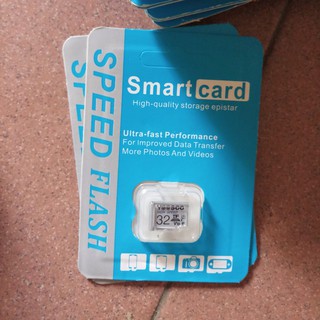 SPEED FLASH
Smart card
High-quality storage epistar
Ultra-fast Performance
For Improved Data Transfer
More Photos And Videos
32